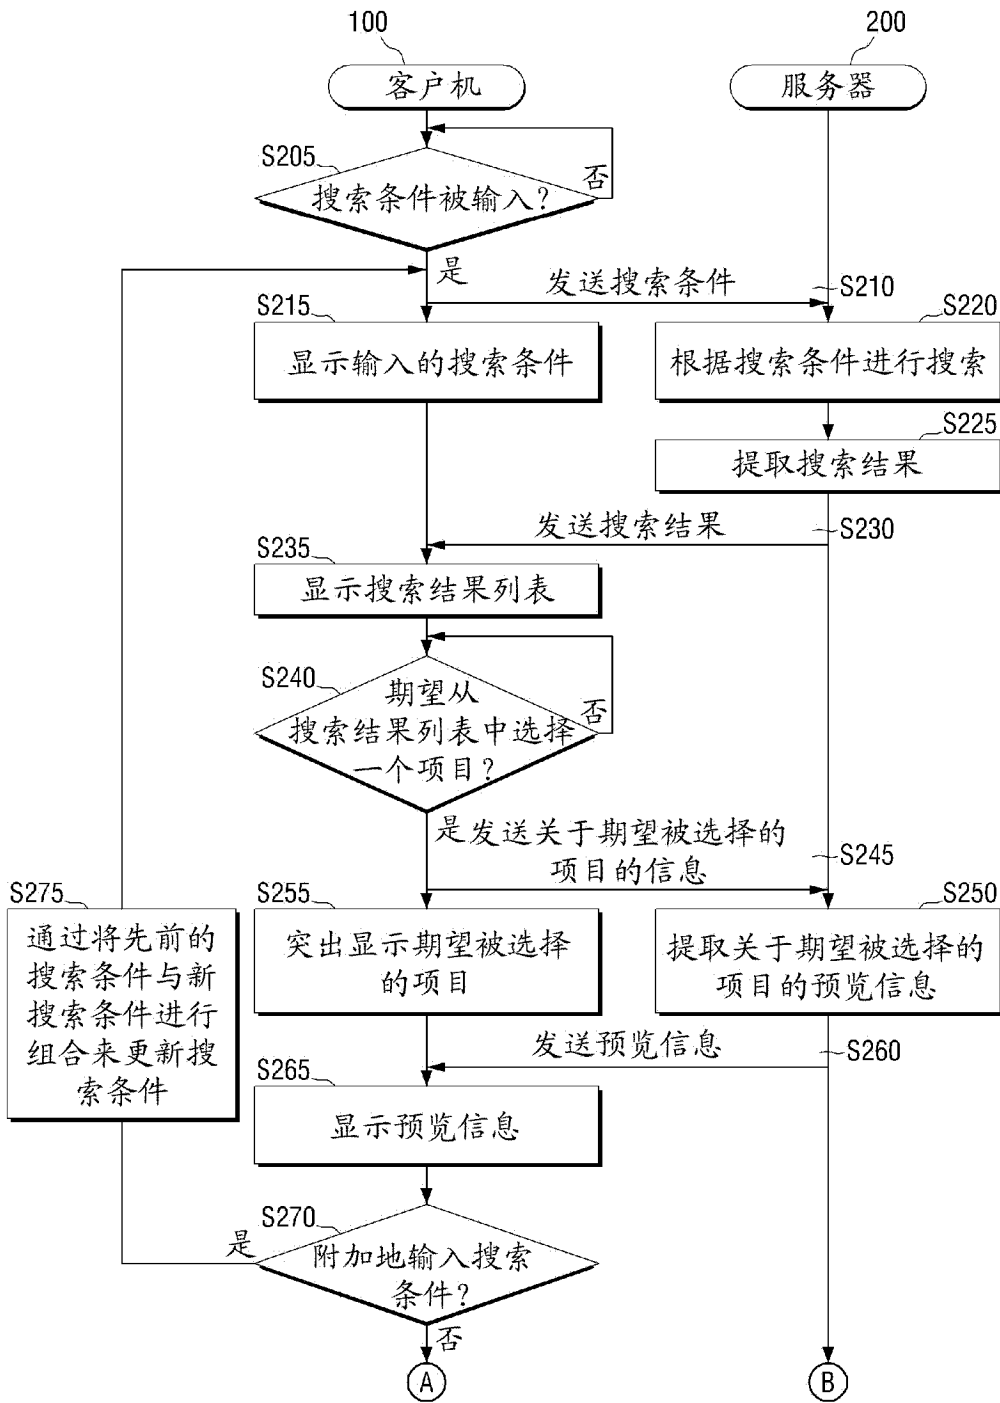 100
200
客户机
服务器
S205
否
搜索条件被输入?
是
发送搜索条件
S210
S215
S220
显示输入的搜索条件
根据搜索条件进行搜索
S225
提取搜索结果
发送搜索结果
S230
S235
显示搜索结果列表
S240
期望从
否
搜索结果列表中选择
一个项目?
是
发送关于期望被选择的
项目的信息
S245
S275
S255
S250
通过将先前的
搜索条件与新
搜索条件进行
组合来更新搜
索条件
突出显示期望被选择
的项目
提取关于期望被选择的
项目的预览信息
发送预览信息
S260
S265
显示预览信息
S270
是
附加地输入搜索
条件?
否
A
B